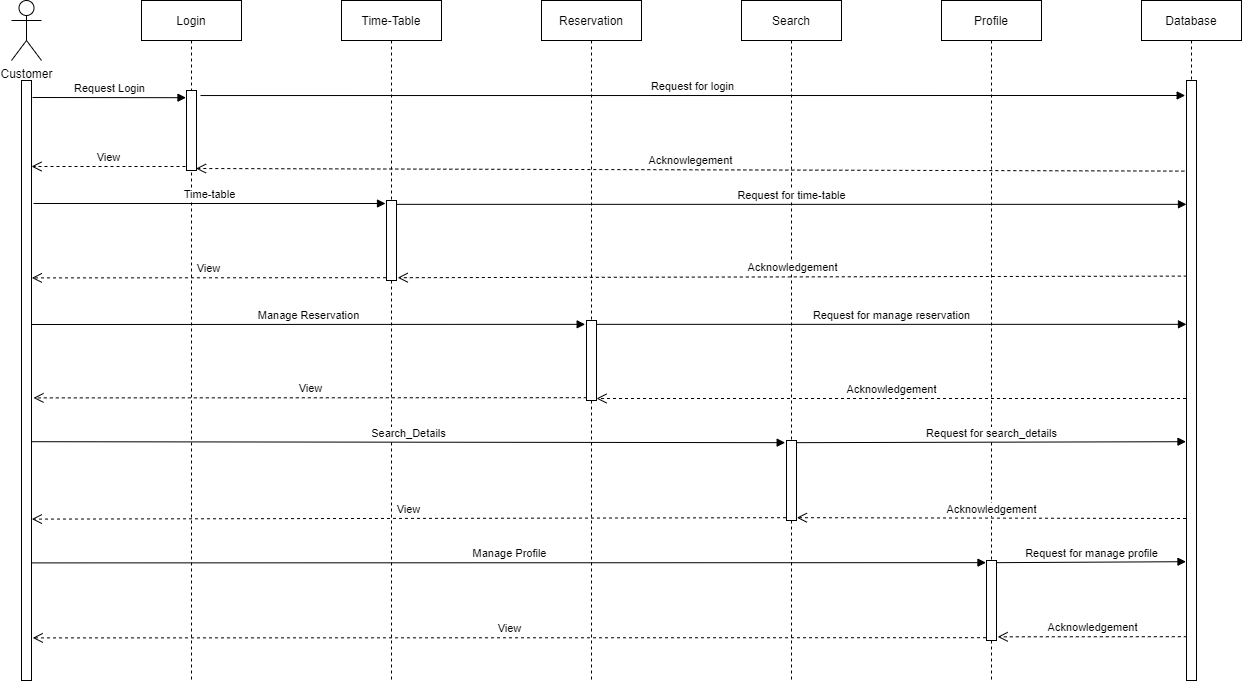 Login
Time-Table
Reservation
Search
Profile
Database
Customer
Request Login
Request for login
View
Acknowlegement
Time-table
Request for time-table
View
Acknowledgement
Manage Reservation
Request for manage reservation
View
Acknowledgement
Search_Details
Request for search_details
View
Acknowledgement
Manage Profile
Request for manage profile
View
Acknowledgement